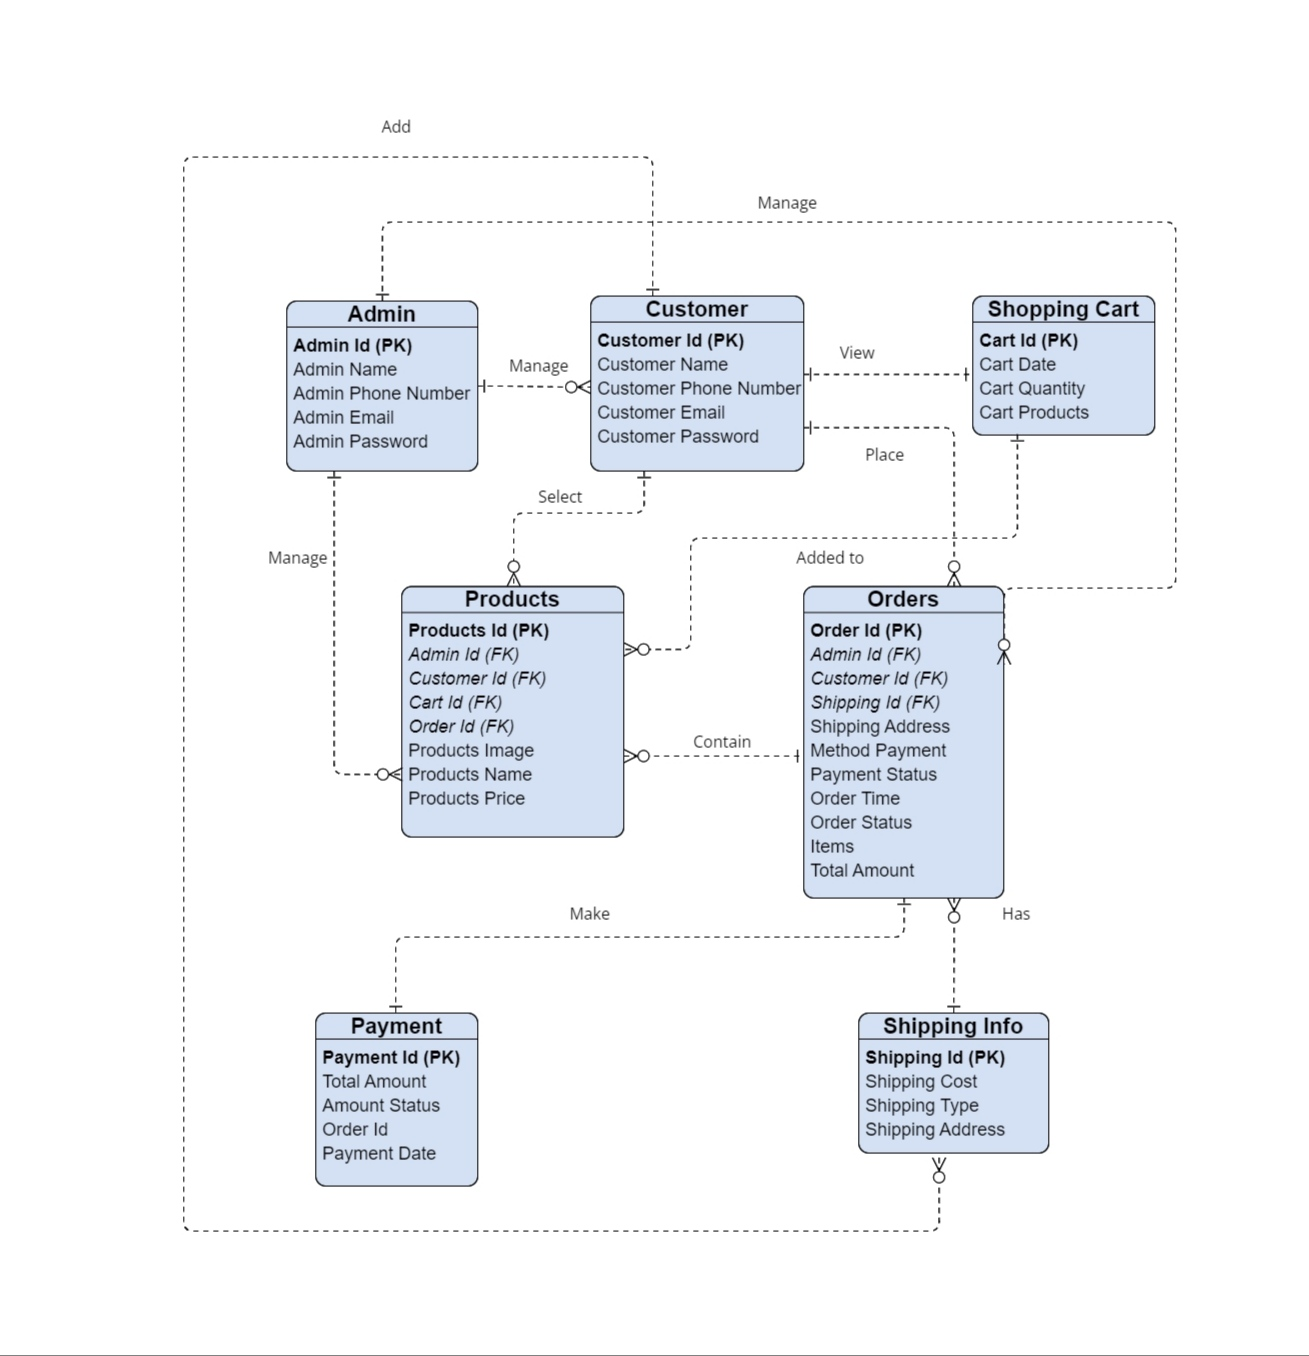 Add
Manage
Admin
Admin Id (PK)
Admin Name
Admin Phone Number
Admin Email
Admin Password
Manage
Customer
Customer Id (PK)
Customer Name
Customer Phone Number
Customer Email
Customer Password
View
Shopping Cart
Cart Id (PK)
Cart Date
Cart Quantity
Cart Products
Place
Select
Manage
Added to
Products
Products Id (PK)
Admin Id (FK)
Customer Id (FK)
Cart Id (FK)
Order Id (FK)
Products Image
Products Name
Products Price
Contain
Orders
Order Id (PK)
Admin Id (FK)
Customer Id (FK)
Shipping Id (FK)
Shipping Address
Method Payment
Payment Status
Order Time
Order Status
Items
Total Amount
Make
Has
Payment
Payment Id (PK)
Total Amount
Amount Status
Order Id
Payment Date
Shipping Info
Shipping Id (PK)
Shipping Cost
Shipping Type
Shipping Address